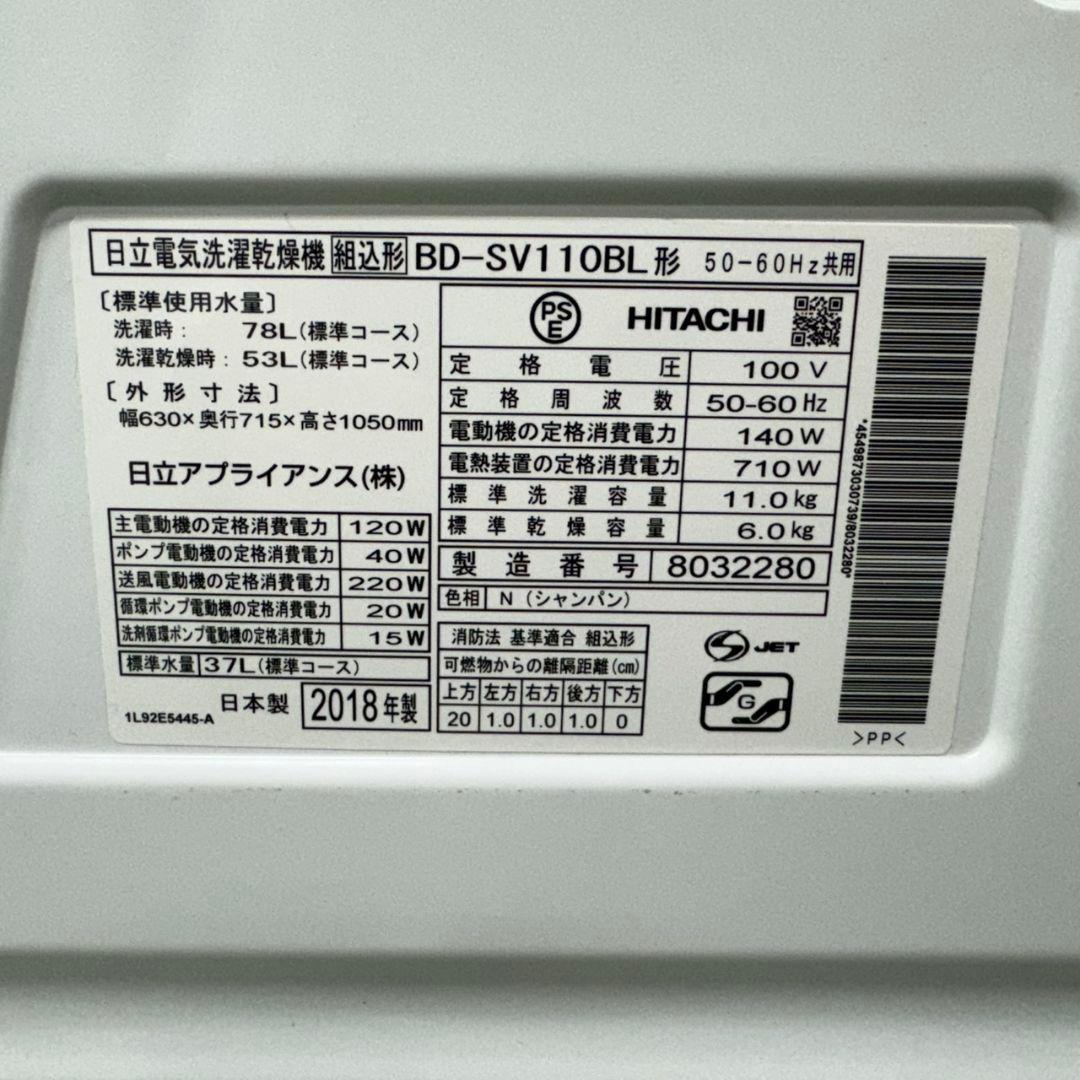 日立電気洗濯乾燥機 組込形 BD-SV110BL形 50-60Hz共用
〔標準使用水量〕
洗濯時: 78L(標準コース)
洗濯乾燥時: 53L(標準コース)
〔外形寸法〕
幅630×奥行715×高さ1050mm
日立アプライアンス(株)
主電動機の定格消費電力 120W
ポンプ電動機の定格消費電力 40W
送風電動機の定格消費電力 220W
循環ポンプ電動機の定格消費電力 20W
洗剤循環ポンプ電動機の定格消費電力 15W
標準水量 37L(標準コース)
1L92E5445-A 日本製 2018年製
PSE HITACHI
定格電圧 100V
定格周波数 50-60Hz
電動機の定格消費電力 140W
電熱装置の定格消費電力 710W
標準洗濯容量 11.0kg
標準乾燥容量 6.0kg
製造番号 8032280
色相 N(シャンパン)
消防法 基準適合 組込形
可燃物からの離隔距離(cm)
上方 左方 右方 後方 下方
20 1.0 1.0 1.0 0
S JET
G
*4549873030739/8032280*
>PP<